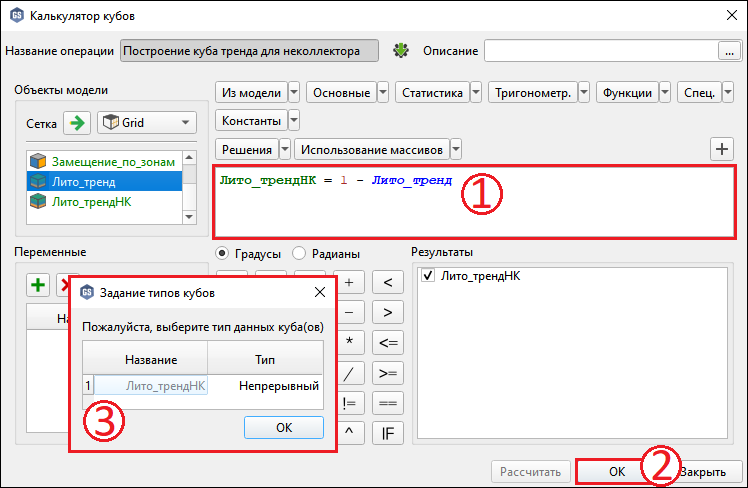 GS Калькулятор кубов
Название операции Построение куба тренда для неколлектора Описание ...
Объекты модели
Из модели Основные Статистика Тригонометр. Функции Спец.
Сетка Grid
Константы
Решения Использование массивов
Замещение_по_зонам
Лито_тренд
Лито_трендНК
Лито_трендНК = 1 - Лито_тренд
1
Переменные
Градусы Радианы
Результаты
+ <
- >
* <=
/ >=
!= ==
^ IF
Лито_трендНК
GS Задание типов кубов
Пожалуйста, выберите тип данных куба(ов)
Название Тип
1 Лито_трендНК Непрерывный
OK
3
Рассчитать OK Закрыть
2